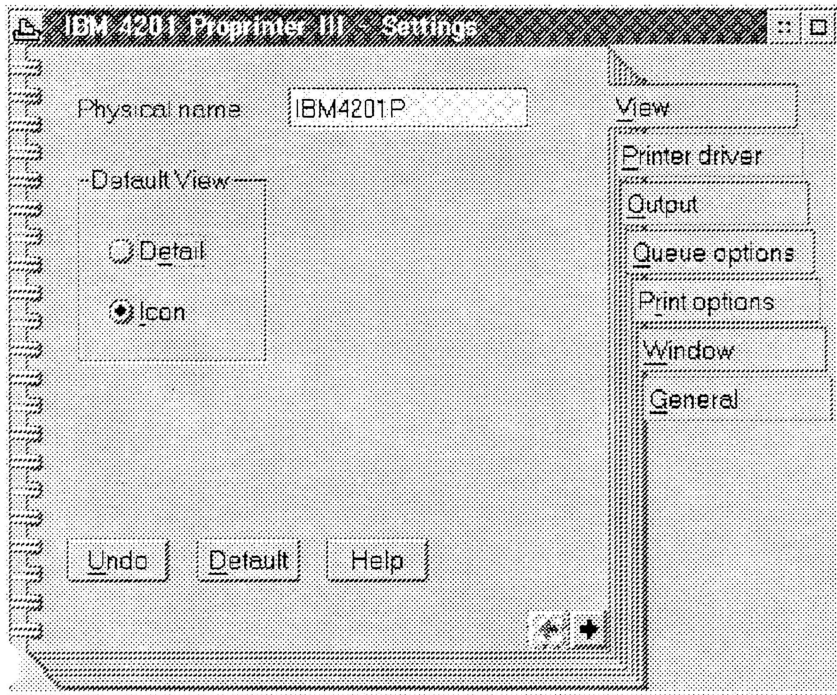 IBM 4201 Proprinter III - Settings
Physical name IBM4201P
View
Printer driver
Default View
Output
Detail
Queue options
Icon
Print options
Window
General
Undo Default Help